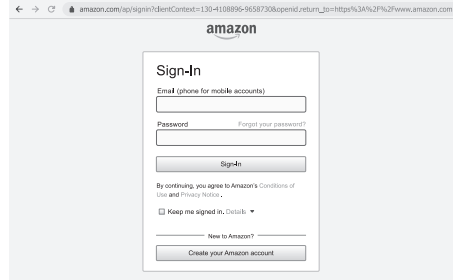 amazon.com/ap/signin?clientContext=130-4108896-9658730&openid.return_to=https%3A%2F%2Fwww.amazon.com
amazon
Sign-In
Email (phone for mobile accounts)
Password Forgot your password?
Sign-In
By continuing, you agree to Amazon's Conditions of
Use and Privacy Notice.
Keep me signed in. Details
New to Amazon?
Create your Amazon account